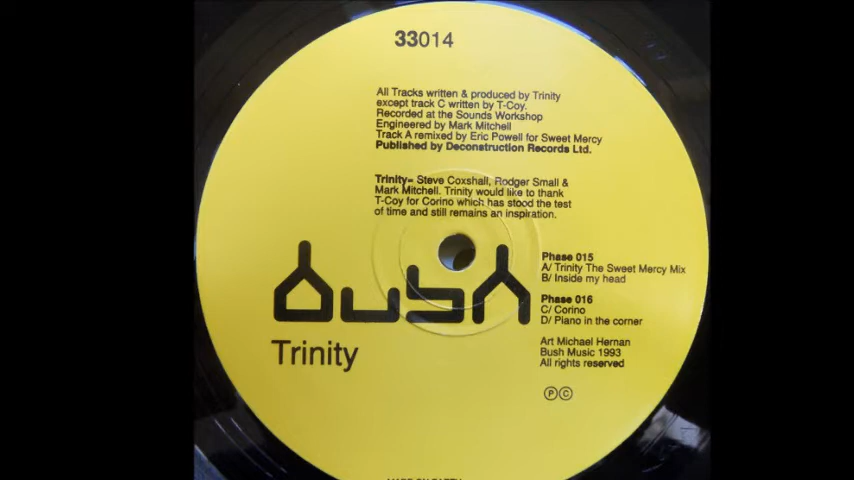 33014
All Tracks written & produced by Trinity
except track C written by T-Coy.
Recorded at the Sounds Workshop
Engineered by Mark Mitchell
Track A remixed by Eric Powell for Sweet Mercy
Published by Deconstruction Records Ltd.
Trinity= Steve Coxshall, Rodger Small &
Mark Mitchell. Trinity would like to thank
T-Coy for Corino which has stood the test
of time and still remains an inspiration.
bush
Trinity
Phase 015
A/ Trinity The Sweet Mercy Mix
B/ Inside my head
Phase 016
C/ Corino
D/ Piano in the corner
Art Michael Hernan
Bush Music 1993
All rights reserved
Ⓟ©